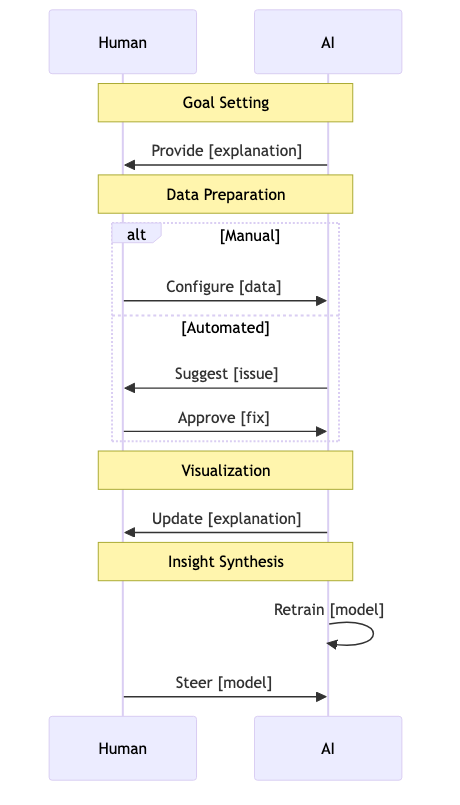 Human
AI
Goal Setting
Provide [explanation]
Data Preparation
alt
[Manual]
Configure [data]
[Automated]
Suggest [issue]
Approve [fix]
Visualization
Update [explanation]
Insight Synthesis
Retrain [model]
Steer [model]
Human
AI